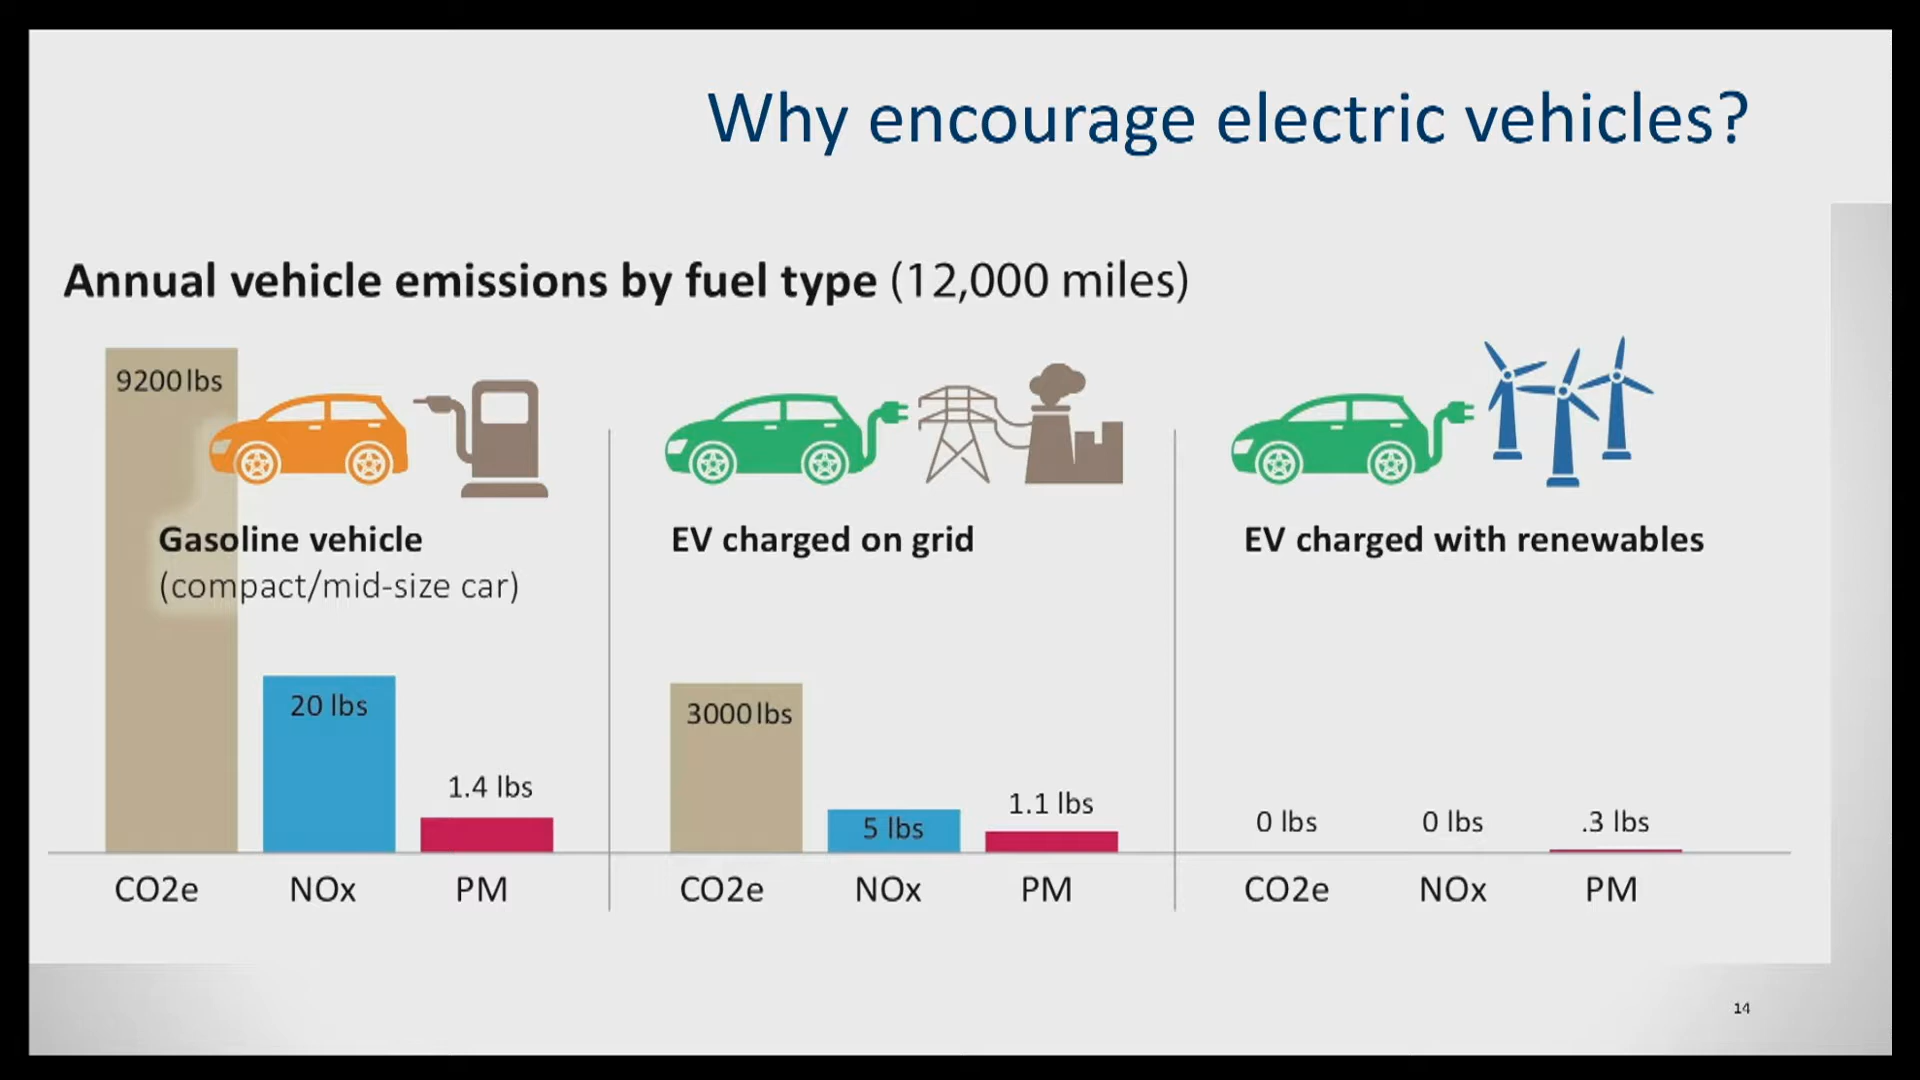 Why encourage electric vehicles?
Annual vehicle emissions by fuel type (12,000 miles)
9200 lbs
Gasoline vehicle
(compact/mid-size car)
20 lbs
1.4 lbs
CO2e NOx PM
EV charged on grid
3000 lbs
5 lbs
1.1 lbs
CO2e NOx PM
EV charged with renewables
0 lbs
0 lbs
.3 lbs
CO2e NOx PM
14